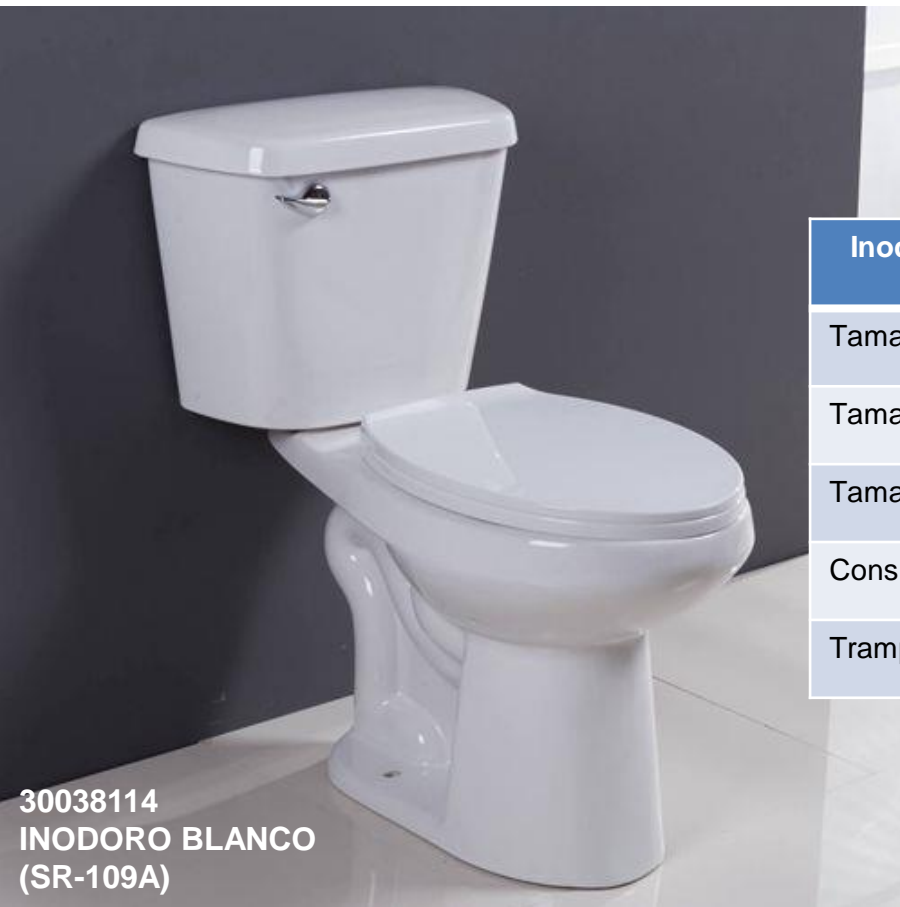 Inod
Tama
Tama
Tama
Cons
Tramp
30038114
INODORO BLANCO
(SR-109A)